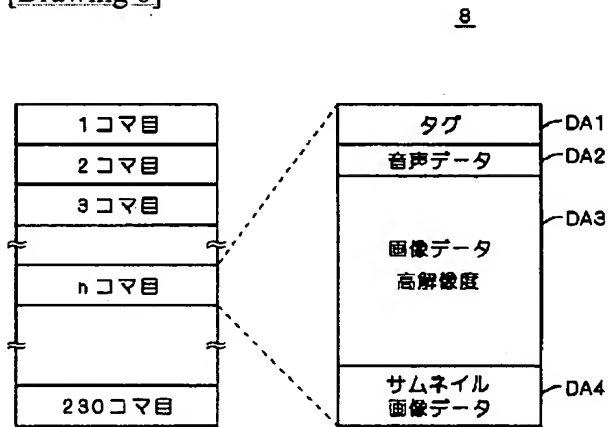 8
1コマ目
2コマ目
3コマ目
nコマ目
230コマ目
タグ
DA1
音声データ
DA2
画像データ
高解像度
DA3
サムネイル
画像データ
DA4